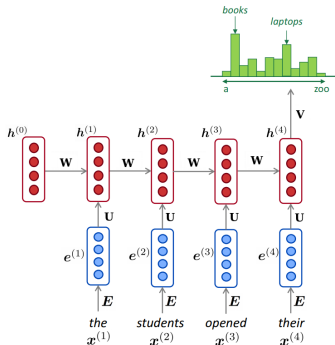 books
laptops
a zoo
V
h^(0) h^(1) h^(2) h^(3) h^(4)
W W W W
U U U U
e^(1) e^(2) e^(3) e^(4)
E E E E
the students opened their
x^(1) x^(2) x^(3) x^(4)